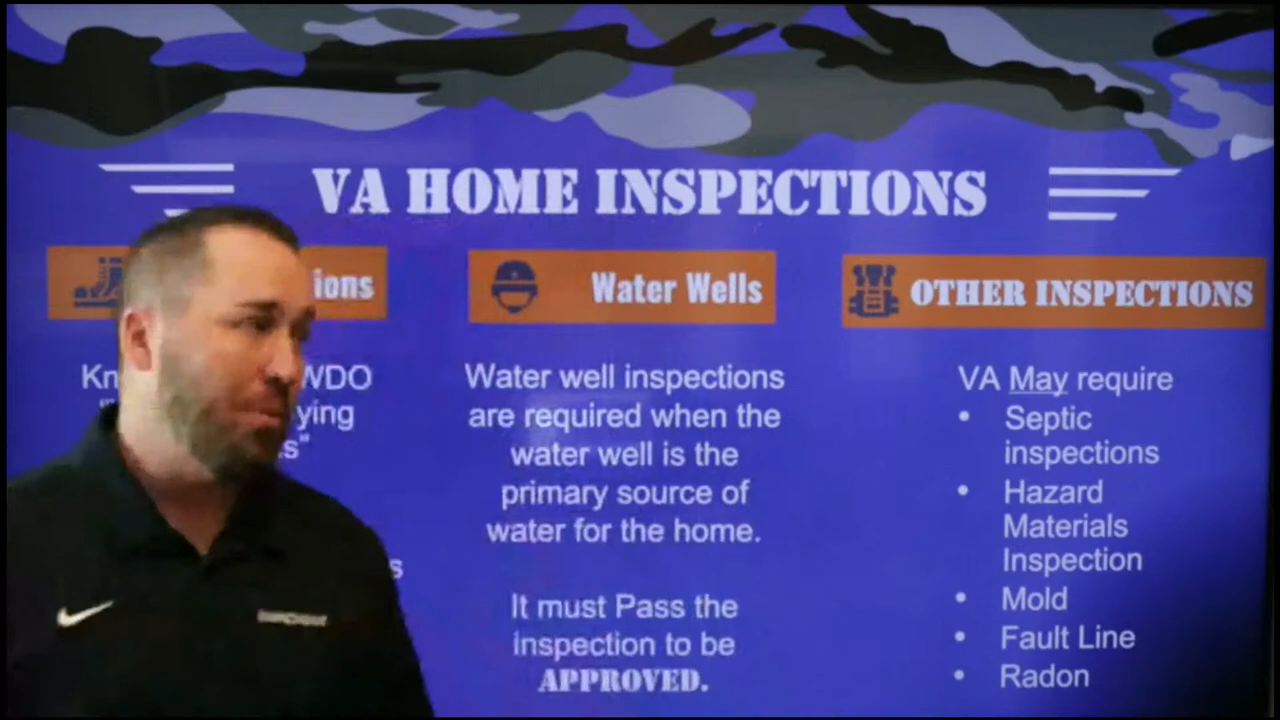 VA HOME INSPECTIONS
ions
Kn WDO
ying
s"
s
Water Wells
Water well inspections
are required when the
water well is the
primary source of
water for the home.
It must Pass the
inspection to be
APPROVED.
OTHER INSPECTIONS
VA May require
• Septic
inspections
• Hazard
Materials
Inspection
• Mold
• Fault Line
• Radon